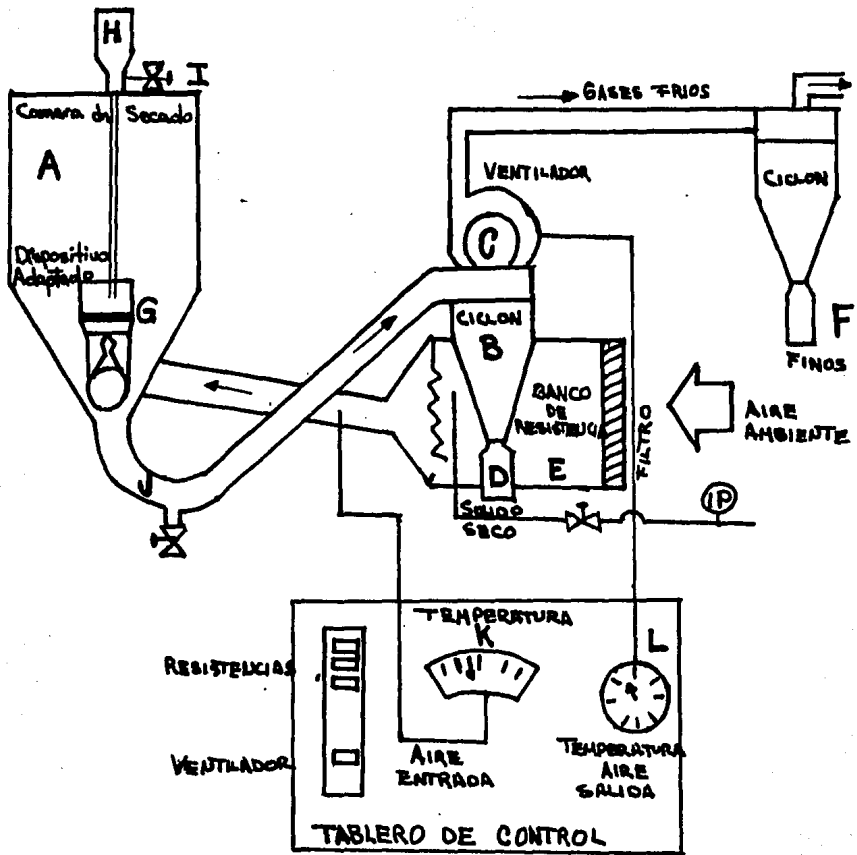 H
I
Camara de Secado
A
Dispositivo
Adaptado
G
J
GASES FRIOS
VENTILADOR
C
CICLON
B
CICLON
F
FINOS
BANCO
DE
RESISTENCIA
E
D
SOLIDO
SECO
FILTRO
AIRE
AMBIENTE
IP
TEMPERATURA
K
L
RESISTENCIAS
VENTILADOR
AIRE
ENTRADA
TEMPERATURA
AIRE
SALIDA
TABLERO DE CONTROL